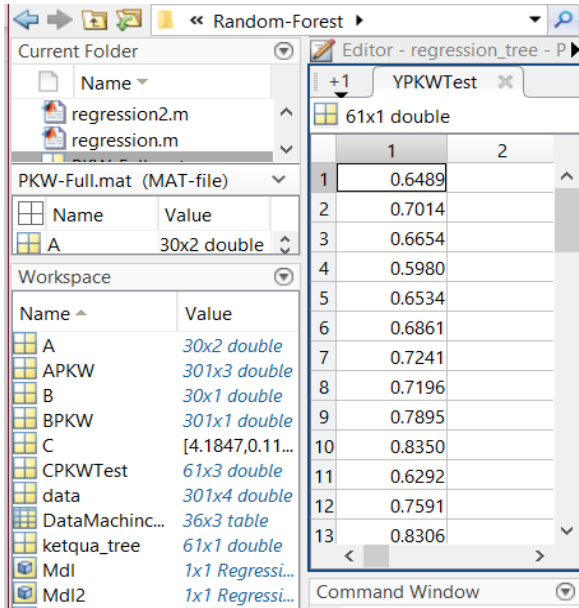 « Random-Forest
Current Folder
Name
regression2.m
regression.m
PKW-Full.mat (MAT-file)
Name Value
A 30x2 double
Workspace
Name Value
A 30x2 double
APKW 301x3 double
B 30x1 double
BPKW 301x1 double
C [4.1847,0.11...
CPKWTest 61x3 double
data 301x4 double
DataMachinc... 36x3 table
ketqua_tree 61x1 double
Mdl 1x1 Regressi...
Mdl2 1x1 Regressi...
Editor - regression_tree - P
+1 YPKWTest
61x1 double
1 2
1 0.6489
2 0.7014
3 0.6654
4 0.5980
5 0.6534
6 0.6861
7 0.7241
8 0.7196
9 0.7895
10 0.8350
11 0.6292
12 0.7591
13 0.8306
Command Window